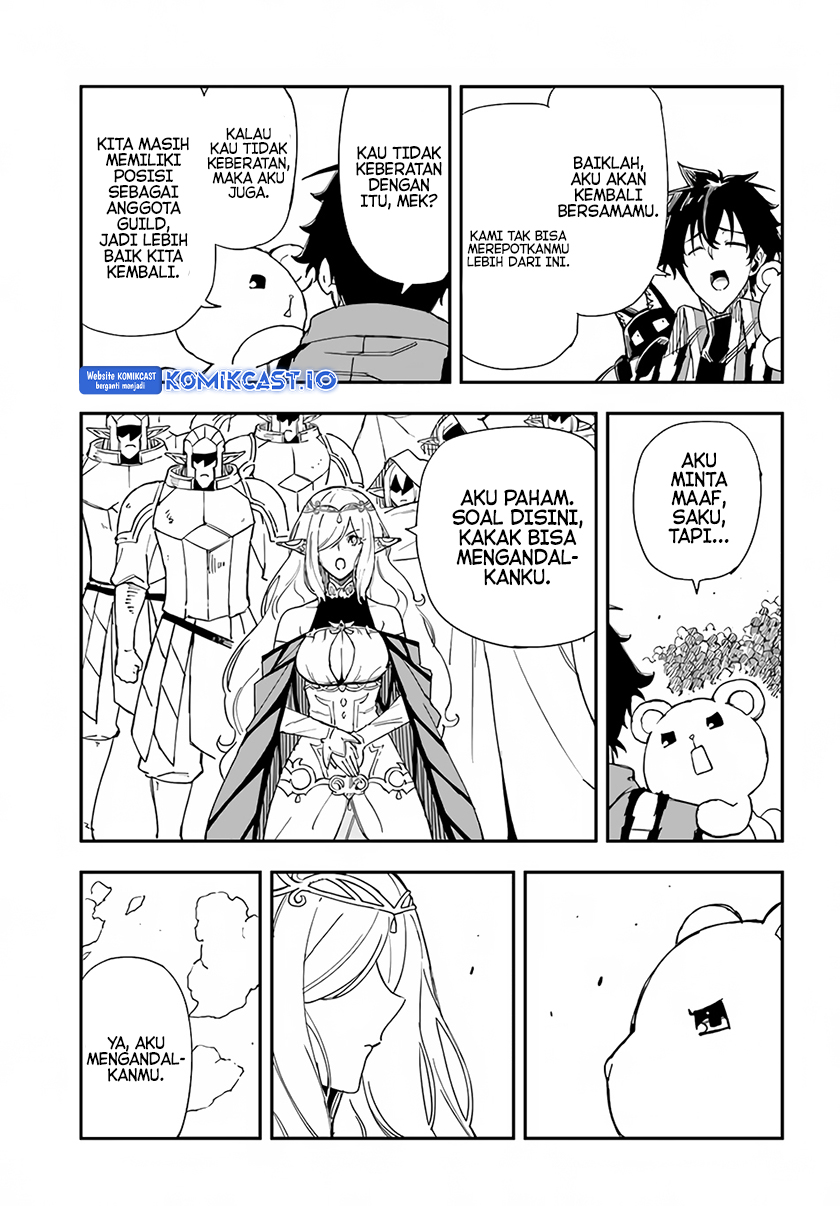 BAIKLAH,
AKU AKAN
KEMBALI
BERSAMAMU.
KAMI TAK BISA
MEREPOTKANMU
LEBIH DARI INI.
KAU TIDAK
KEBERATAN
DENGAN
ITU, MEK?
KALAU
KAU TIDAK
KEBERATAN,
MAKA AKU
JUGA.
KITA MASIH
MEMILIKI
POSISI
SEBAGAI
ANGGOTA
GUILD,
JADI LEBIH
BAIK KITA
KEMBALI.
Website KOMIKCAST
berganti menjadi
KOMIKCAST.IO
AKU
MINTA
MAAF,
SAKU,
TAPI...
AKU PAHAM.
SOAL DISINI,
KAKAK BISA
MENGANDAL-
KANKU.
YA, AKU
MENGANDAL-
KANMU.